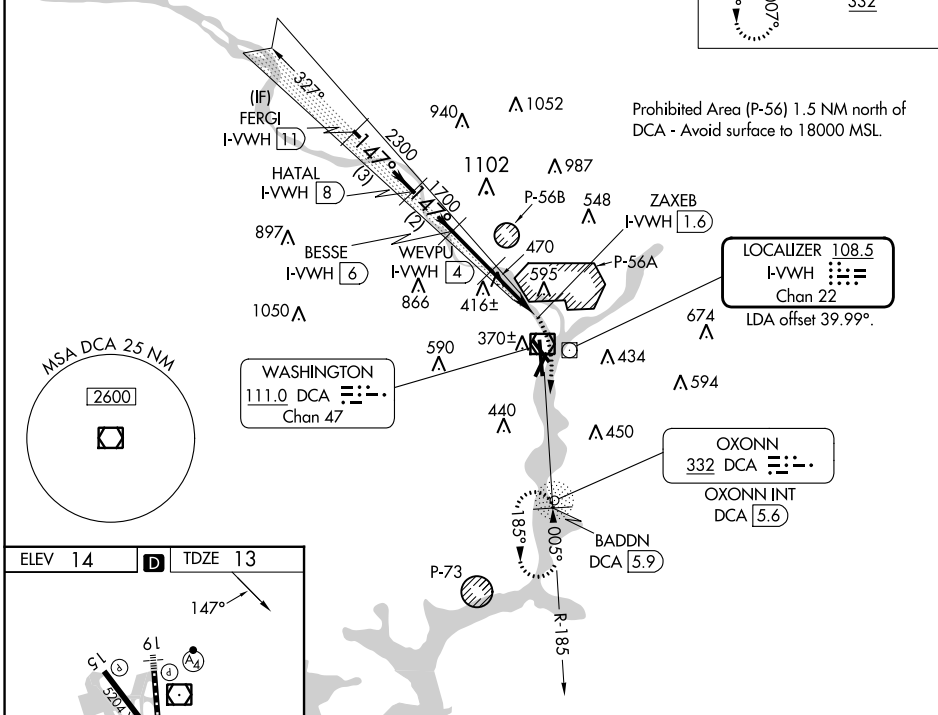 007°
332
327°
(IF)
FERGI
I-VWH 11
940
1052
Prohibited Area (P-56) 1.5 NM north of
DCA - Avoid surface to 18000 MSL.
147°
2300
(3)
HATAL
I-VWH 8
1102
987
1700
147°
(2)
P-56B
548
ZAXEB
I-VWH 1.6
897
BESSE
I-VWH 6
WEVPU
I-VWH 4
470
P-56A
595
LOCALIZER 108.5
I-VWH
Chan 22
LDA offset 39.99°.
866
416±
1050
674
MSA DCA 25 NM
2600
370±
590
434
WASHINGTON
111.0 DCA
Chan 47
594
440
450
OXONN
332 DCA
OXONN INT
DCA 5.6
185°
005°
BADDN
DCA 5.9
P-73
R-185
ELEV 14
D
TDZE 13
147°
15
19
P
P
A4
5204